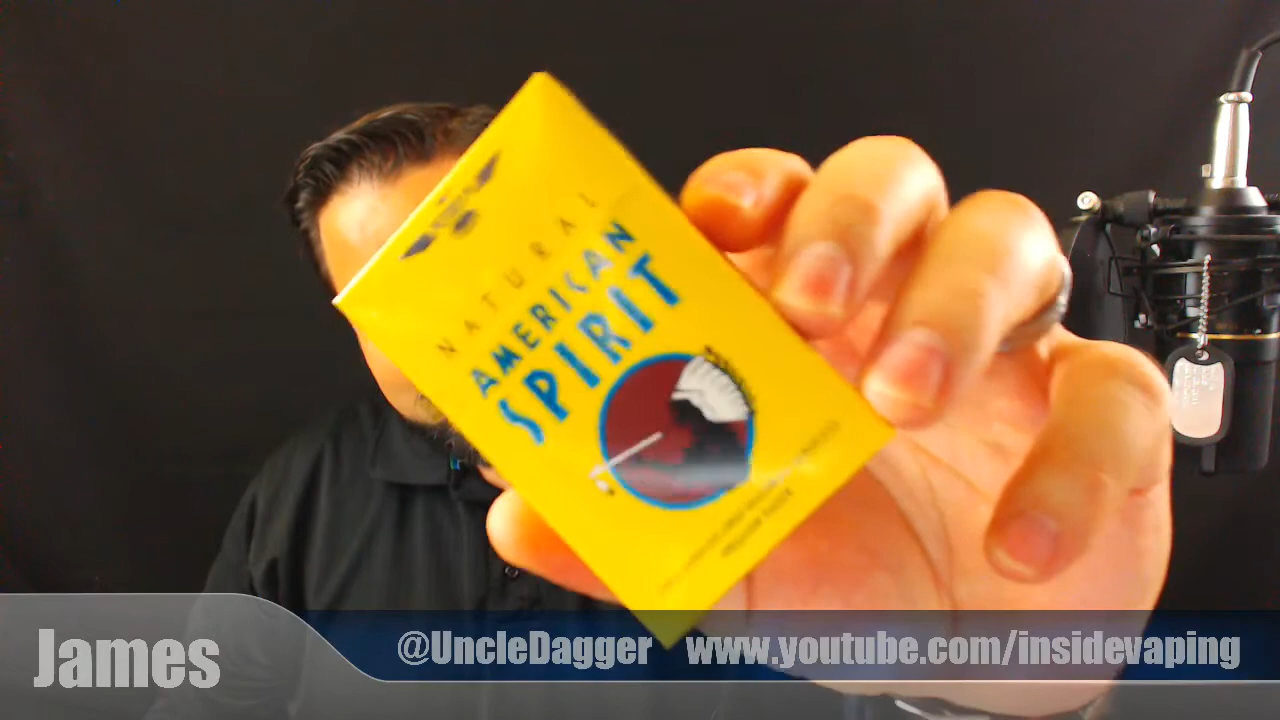 NATURAL
AMERICAN
SPIRIT
James
@UncleDagger www.youtube.com/insidevaping